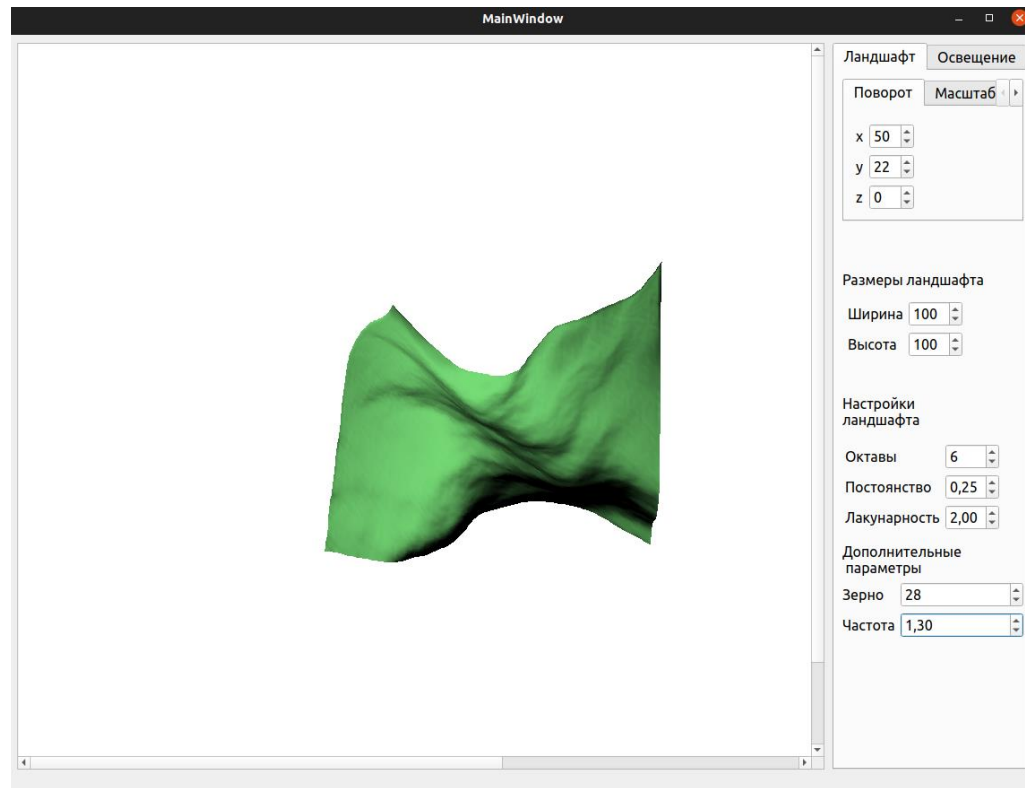 MainWindow
Ландшафт Освещение
Поворот Масштаб
x 50
y 22
z 0
Размеры ландшафта
Ширина 100
Высота 100
Настройки
ландшафта
Октавы 6
Постоянство 0,25
Лакунарность 2,00
Дополнительные
параметры
Зерно 28
Частота 1,30